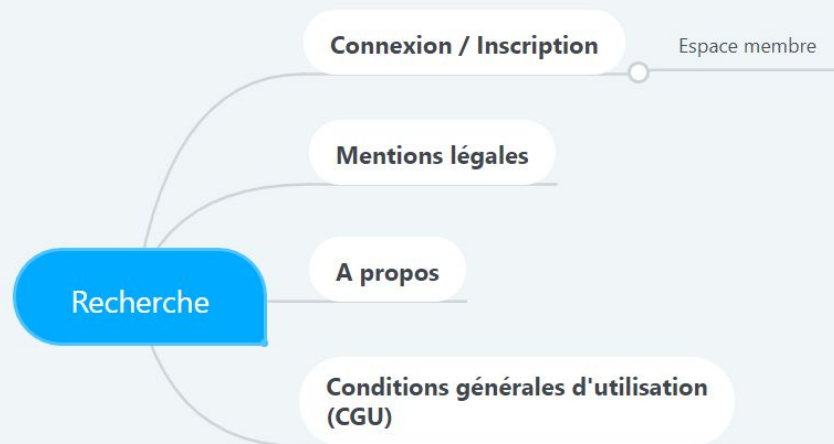 Connexion / Inscription
Espace membre
Mentions légales
Recherche
A propos
Conditions générales d'utilisation
(CGU)